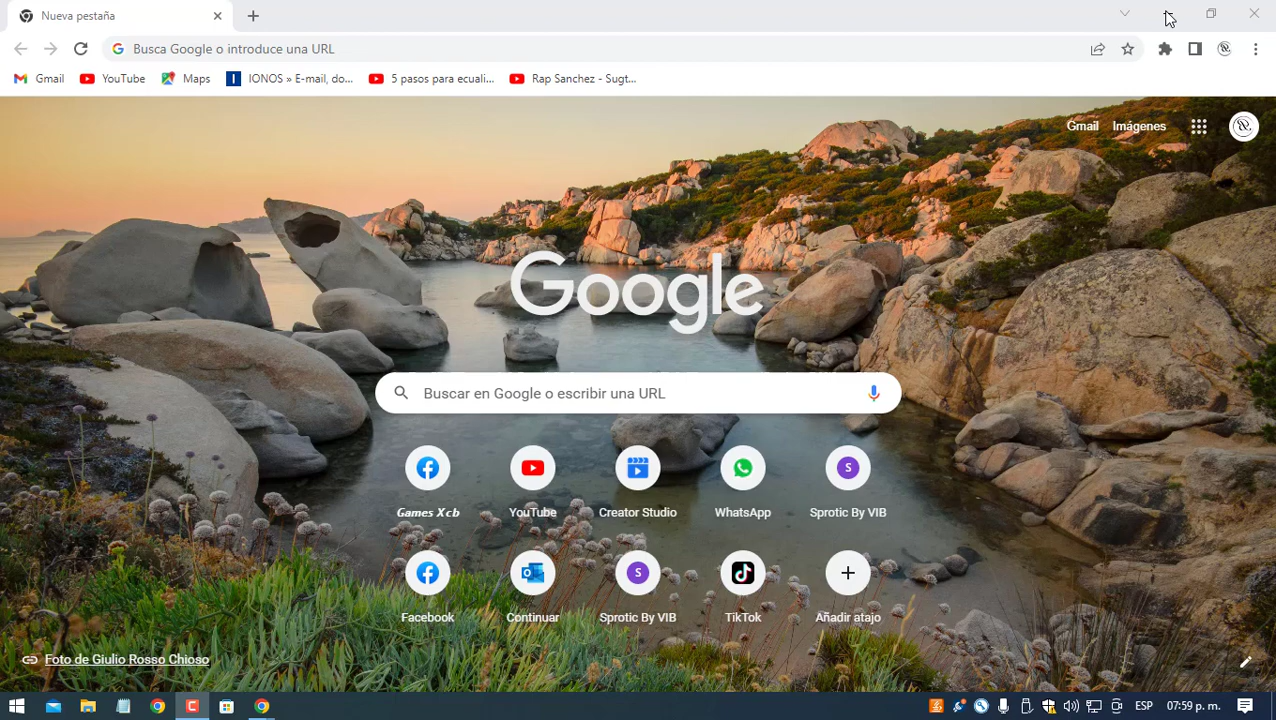 Nueva pestaña
Busca Google o introduce una URL
Gmail
YouTube
Maps
IONOS » E-mail, do...
5 pasos para ecuali...
Rap Sanchez - Sugt...
Gmail
Imágenes
Google
Buscar en Google o escribir una URL
Games Xcb
YouTube
Creator Studio
WhatsApp
S
Sprotic By VIB
Facebook
Continuar
S
Sprotic By VIB
TikTok
Añadir atajo
Foto de Giulio Rosso Chioso
ESP
07:59 p. m.